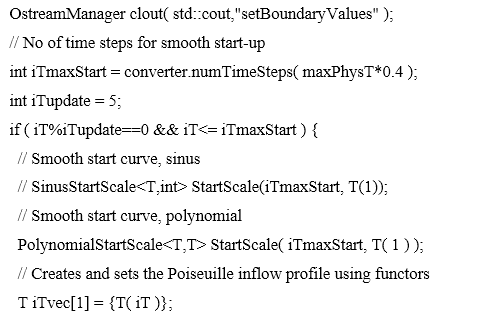 OstreamManager clout( std::cout,"setBoundaryValues" );
// No of time steps for smooth start-up
int iTmaxStart = converter.numTimeSteps( maxPhysT*0.4 );
int iTupdate = 5;
if ( iT%iTupdate==0 && iT<= iTmaxStart ) {
// Smooth start curve, sinus
// SinusStartScale<T,int> StartScale(iTmaxStart, T(1));
// Smooth start curve, polynomial
PolynomialStartScale<T,T> StartScale( iTmaxStart, T( 1 ) );
// Creates and sets the Poiseuille inflow profile using functors
T iTvec[1] = {T( iT )};